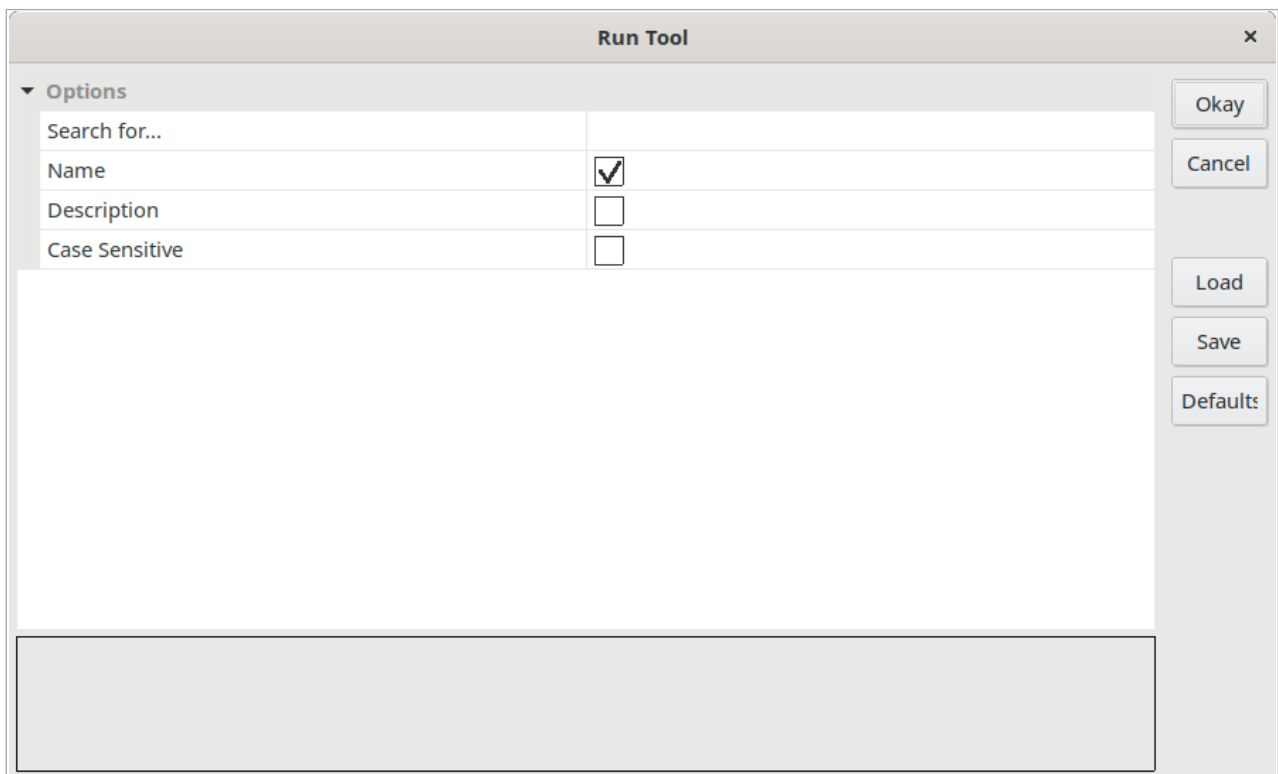 Run Tool
Options
Search for...
Name
Description
Case Sensitive
Okay
Cancel
Load
Save
Defaults